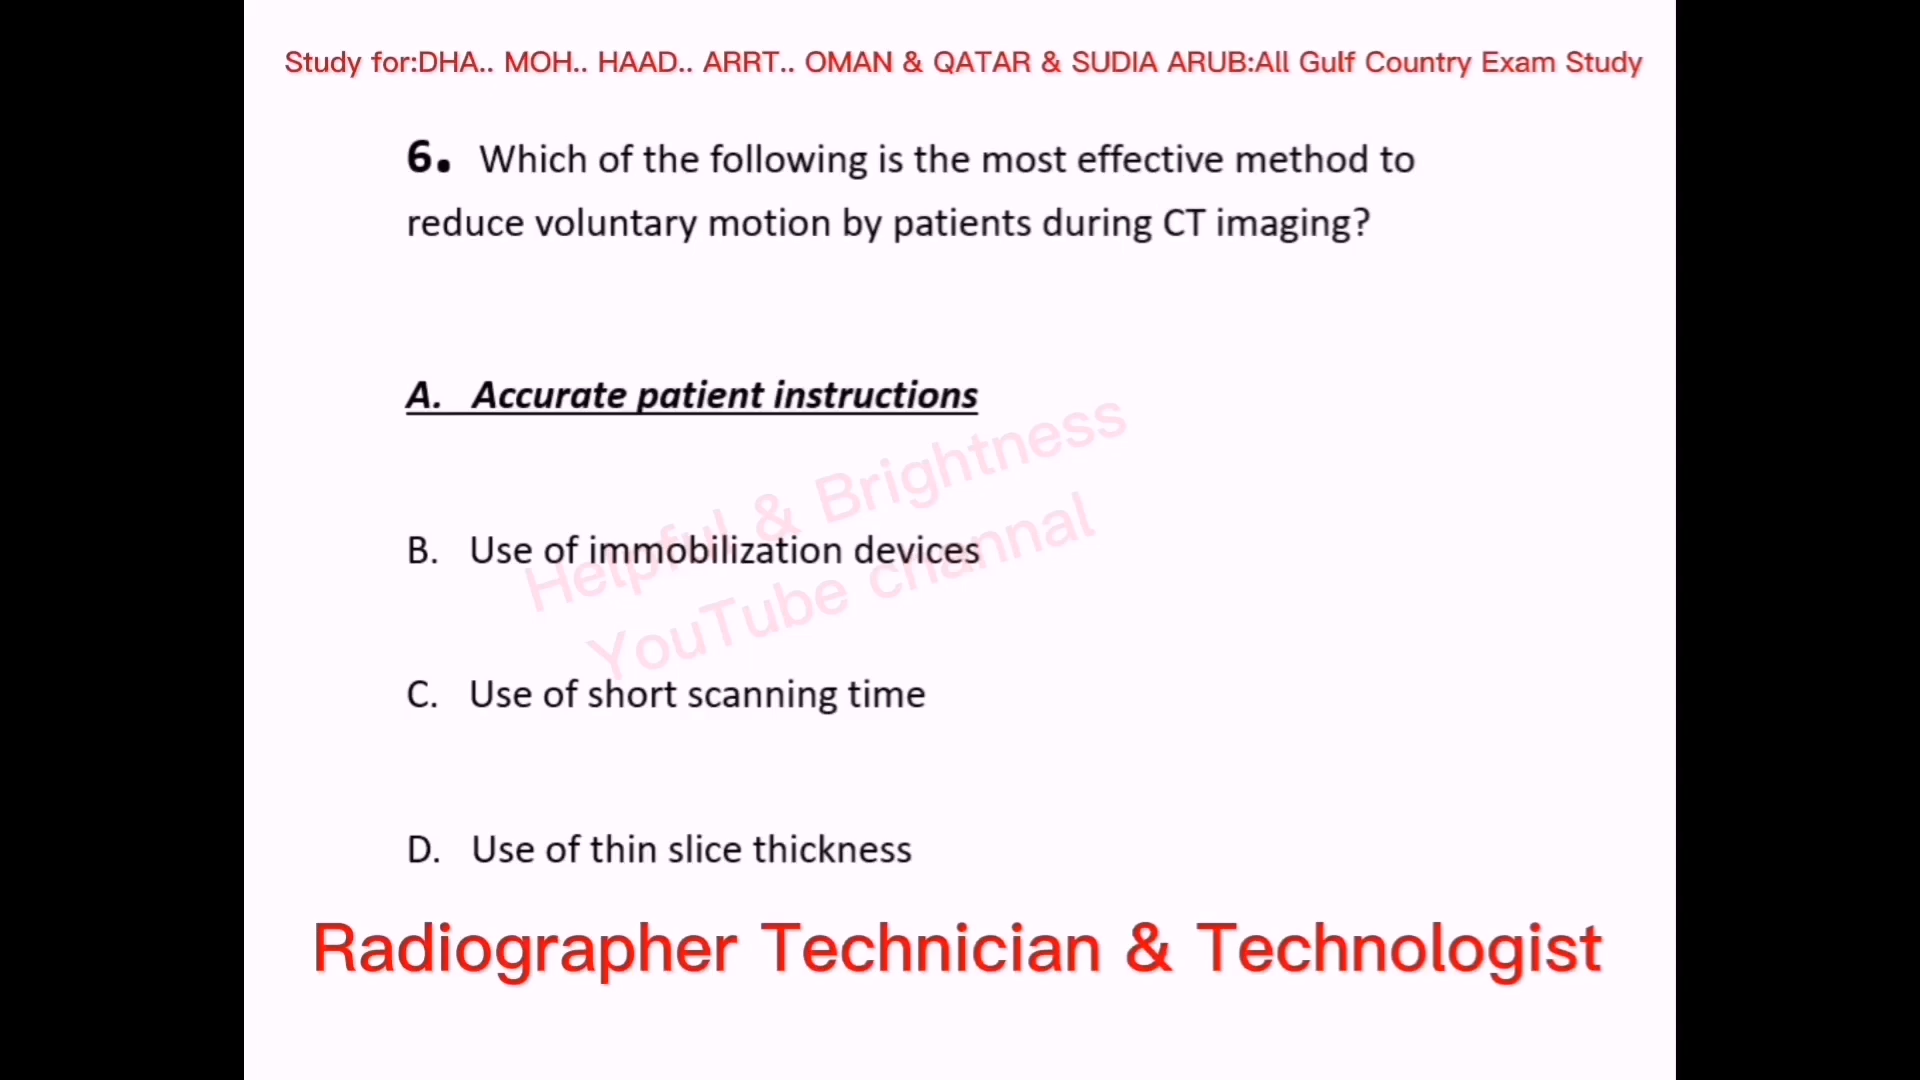 Study for:DHA.. MOH.. HAAD.. ARRT.. OMAN & QATAR & SUDIA ARUB:All Gulf Country Exam Study
6. Which of the following is the most effective method to
reduce voluntary motion by patients during CT imaging?
A. Accurate patient instructions
Helpful & Brightness
YouTube channal
B. Use of immobilization devices
C. Use of short scanning time
D. Use of thin slice thickness
Radiographer Technician & Technologist